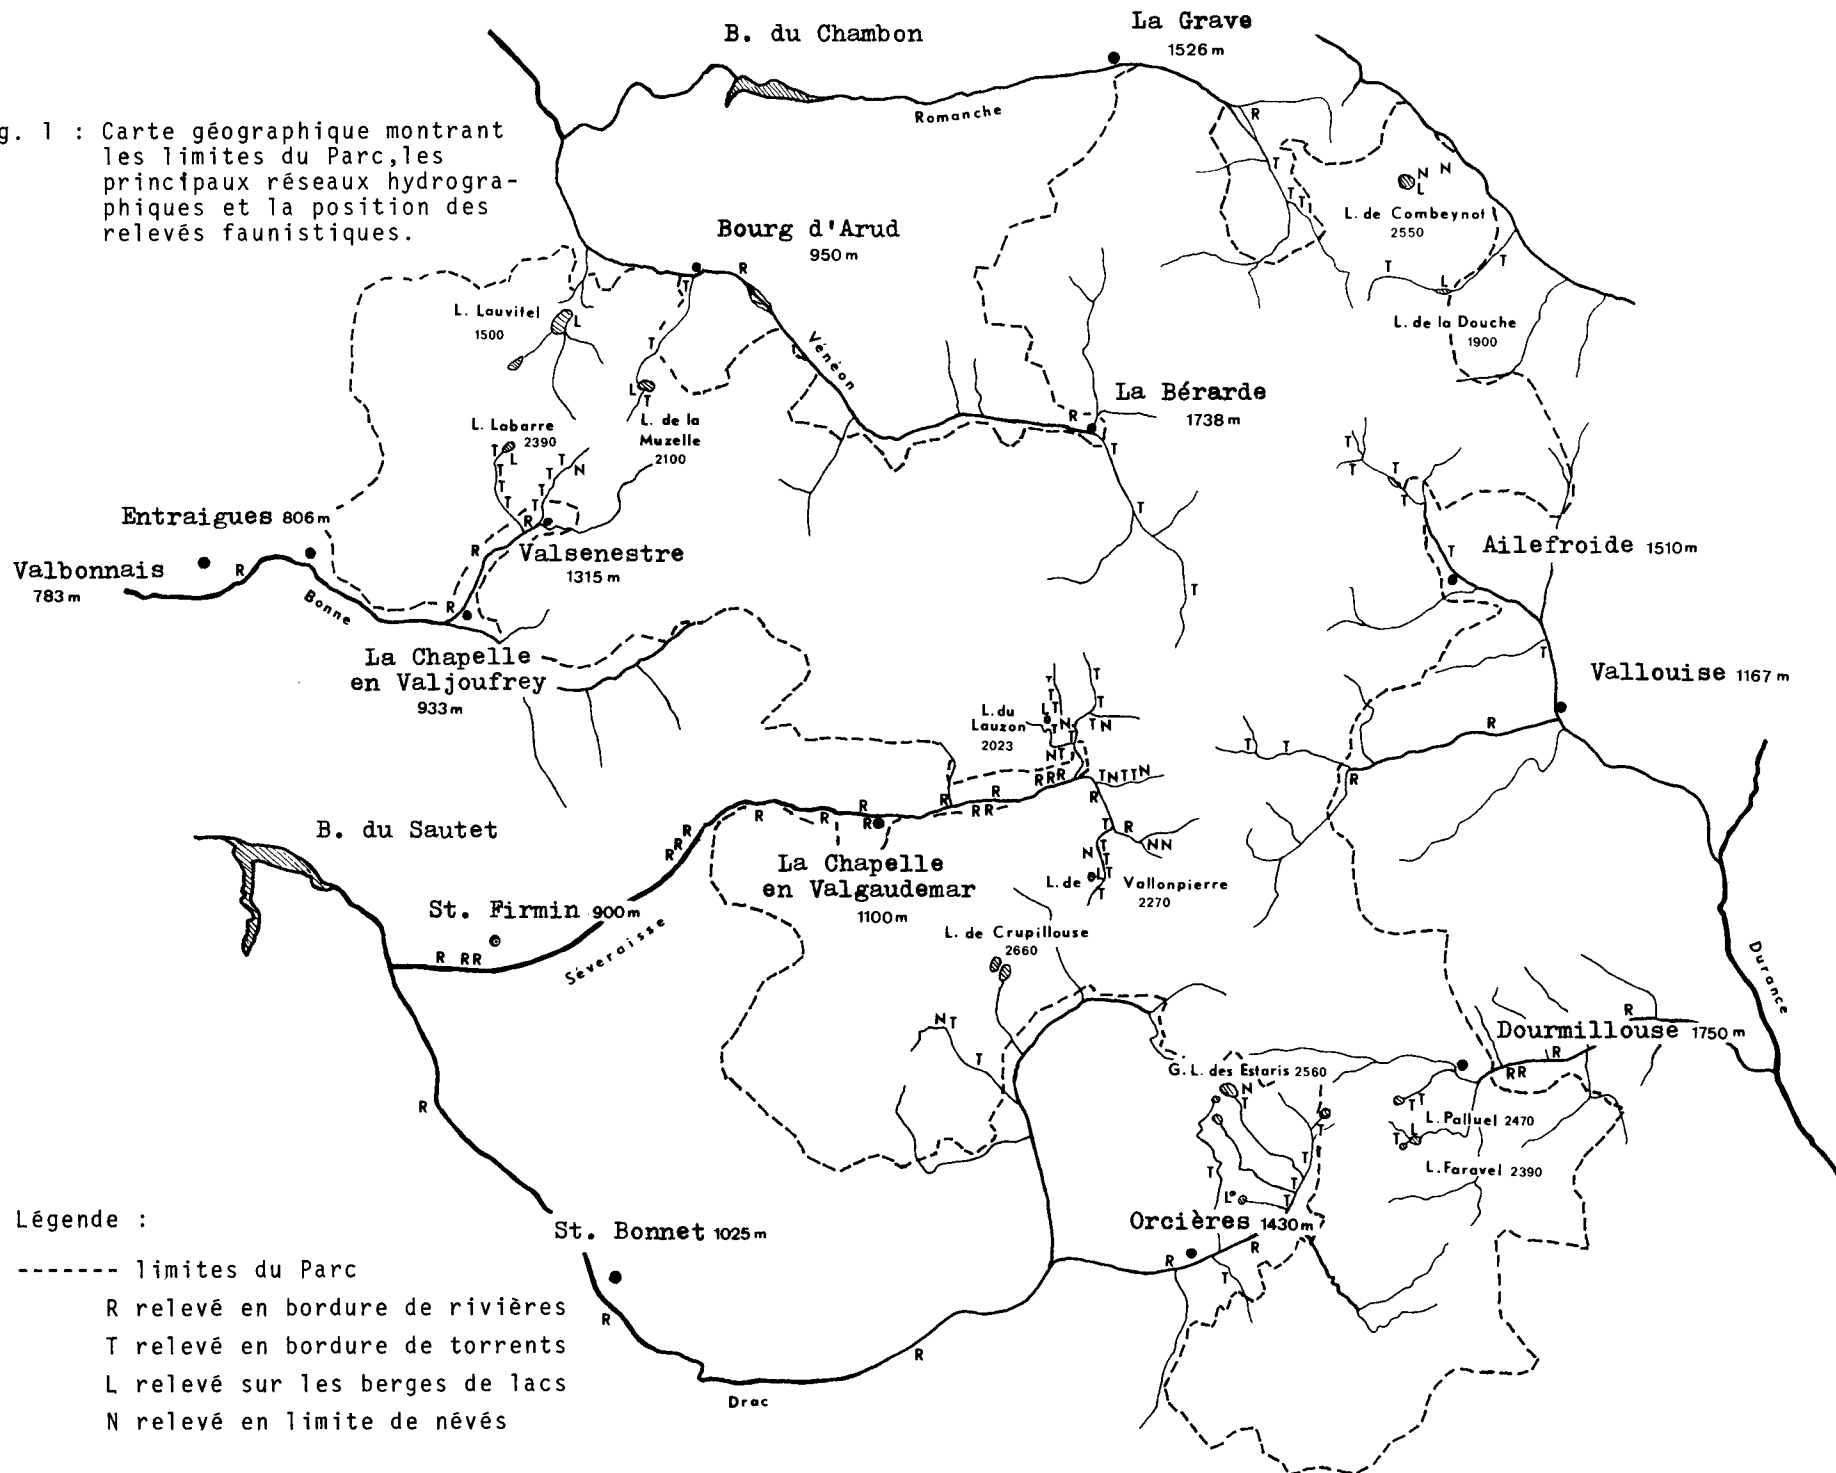 B. du Chambon
La Grave
1526 m
Romanche
g. 1 : Carte géographique montrant
les limites du Parc,les
principaux réseaux hydrogra-
phiques et la position des
relevés faunistiques.
R
T
T
T
N
N
L
L. de Combeynot
2550
T
L
T
L. de la Douche
1900
Bourg d'Arud
950 m
R
T
T
L. Lauvitel
1500
L
Vénéon
L
T
L. de la
Muzelle
2100
L. Labarre
2390
T
L
T
T
T
T
T
T
T
T
N
R
R
R
La Bérarde
1738 m
R
T
T
T
Entraigues 806 m
Valbonnais
783 m
R
Bonne
Valsenestre
1315 m
La Chapelle
en Valjoufrey
933 m
T
T
T
T
T
Ailefroide 1510 m
T
Vallouise 1167 m
R
T
T
R
L. du
Lauzon
2023
T
T
L
T
T
N
T
N
T
T
T
T
N
R R R
T N T T N
R
R
R R
R
R
R
R
R
R
R
R
T
R
N N
N
T
T
L
T
T
L. de
Vallonpierre
2270
B. du Sautet
La Chapelle
en Valgaudemar
1100 m
St. Firmin 900 m
R RR
Séveraisse
L. de Crupillouse
2660
N T
T
R
Durance
R
Dourmillouse 1750 m
R
RR
G. L. des Estaris 2560
N
T
T
T
T
T
T
L
T T
L. Palluel 2470
T
L
L. Faravel 2390
Orcières 1430 m
R
R
T
St. Bonnet 1025 m
R
R
Drac
Légende :
------- limites du Parc
R relevé en bordure de rivières
T relevé en bordure de torrents
L relevé sur les berges de lacs
N relevé en limite de névés